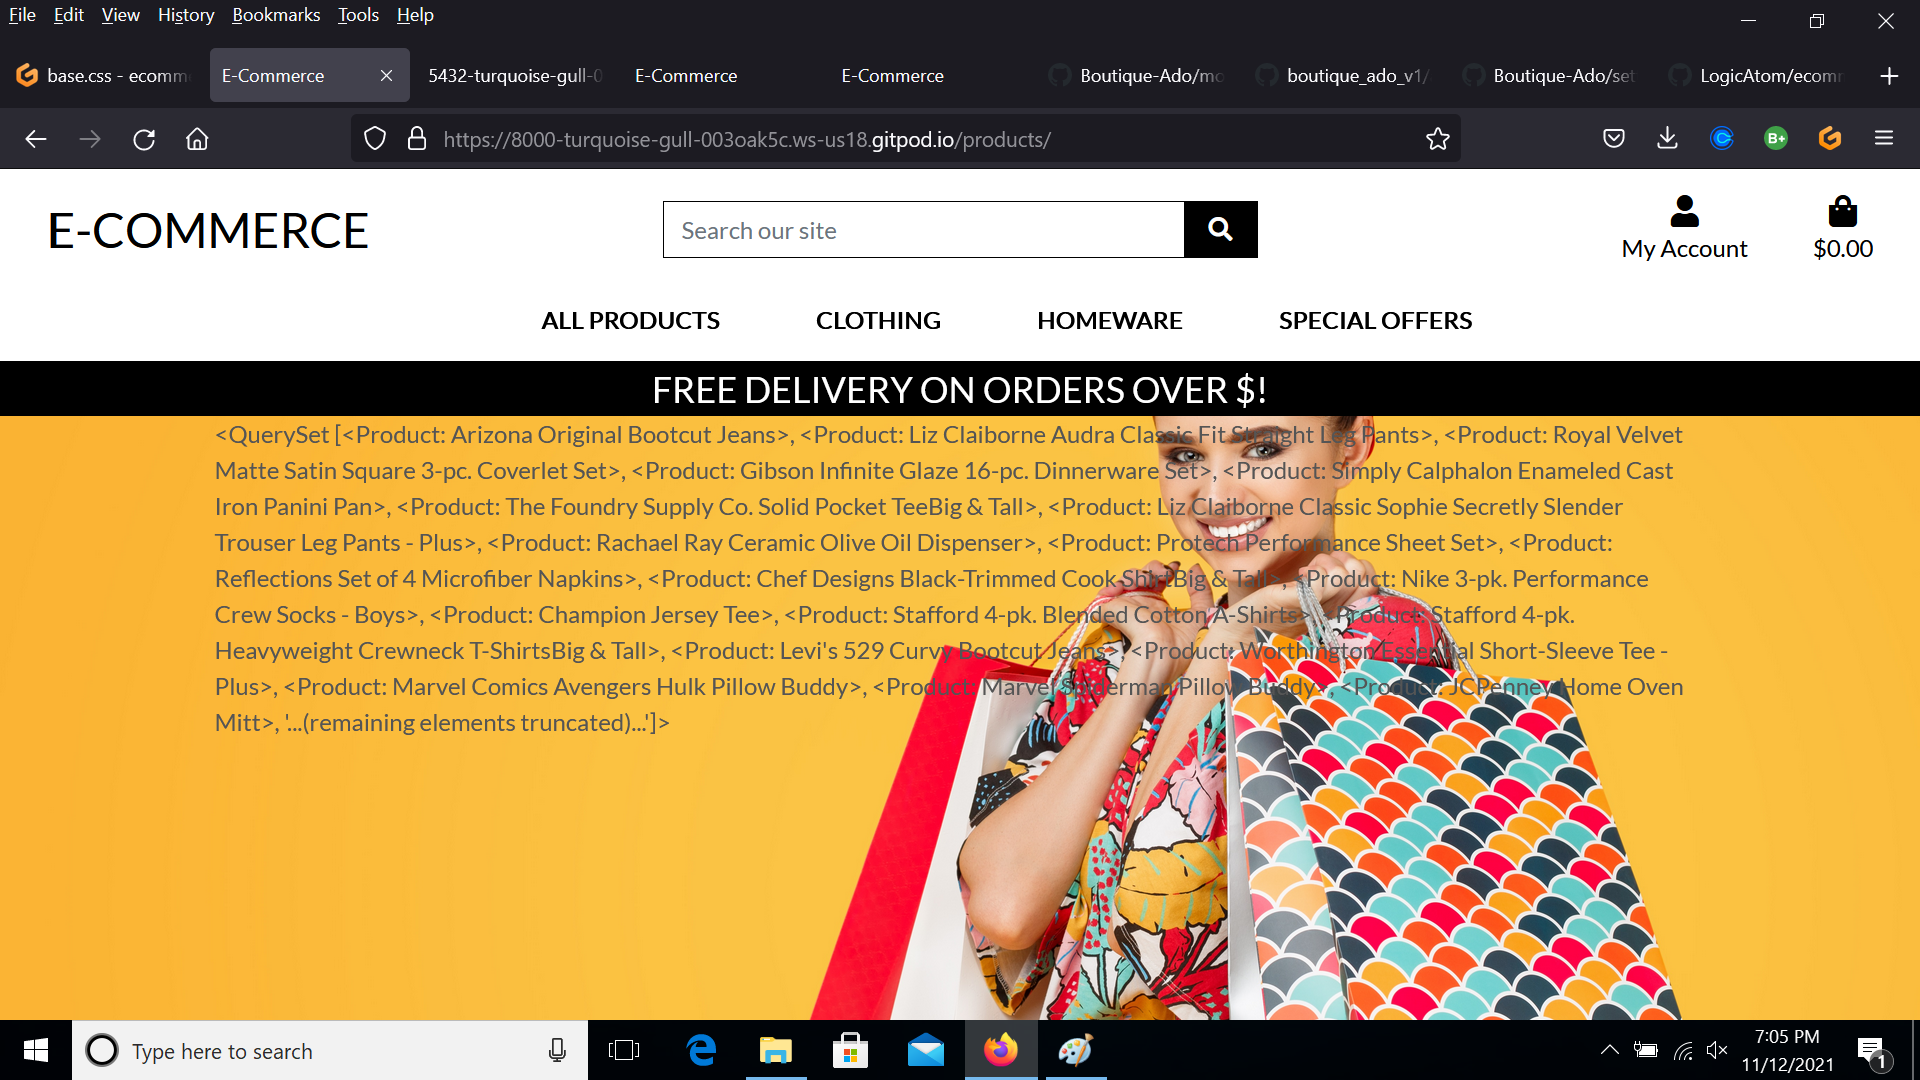 File Edit View History Bookmarks Tools Help
base.css - ecomm
E-Commerce
5432-turquoise-gull-0
E-Commerce
E-Commerce
Boutique-Ado/mo
boutique_ado_v1/
Boutique-Ado/set
LogicAtom/ecom
https://8000-turquoise-gull-003oak5c.ws-us18.gitpod.io/products/
B+
E-COMMERCE
Search our site
My Account
$0.00
ALL PRODUCTS CLOTHING HOMEWARE SPECIAL OFFERS
FREE DELIVERY ON ORDERS OVER $!
<QuerySet [<Product: Arizona Original Bootcut Jeans>, <Product: Liz Claiborne Audra Classic Fit Straight Leg Pants>, <Product: Royal Velvet
Matte Satin Square 3-pc. Coverlet Set>, <Product: Gibson Infinite Glaze 16-pc. Dinnerware Set>, <Product: Simply Calphalon Enameled Cast
Iron Panini Pan>, <Product: The Foundry Supply Co. Solid Pocket TeeBig & Tall>, <Product: Liz Claiborne Classic Sophie Secretly Slender
Trouser Leg Pants - Plus>, <Product: Rachael Ray Ceramic Olive Oil Dispenser>, <Product: Protech Performance Sheet Set>, <Product:
Reflections Set of 4 Microfiber Napkins>, <Product: Chef Designs Black-Trimmed Cook ShirtBig & Tall>, <Product: Nike 3-pk. Performance
Crew Socks - Boys>, <Product: Champion Jersey Tee>, <Product: Stafford 4-pk. Blended Cotton A-Shirts>, <Product: Stafford 4-pk.
Heavyweight Crewneck T-ShirtsBig & Tall>, <Product: Levi's 529 Curvy Bootcut Jeans>, <Product: Worthington Essential Short-Sleeve Tee -
Plus>, <Product: Marvel Comics Avengers Hulk Pillow Buddy>, <Product: Marvel Spiderman Pillow Buddy>, <Product: JCPenney Home Oven
Mitt>, '...(remaining elements truncated)...']>
Type here to search
7:05 PM
11/12/2021
1